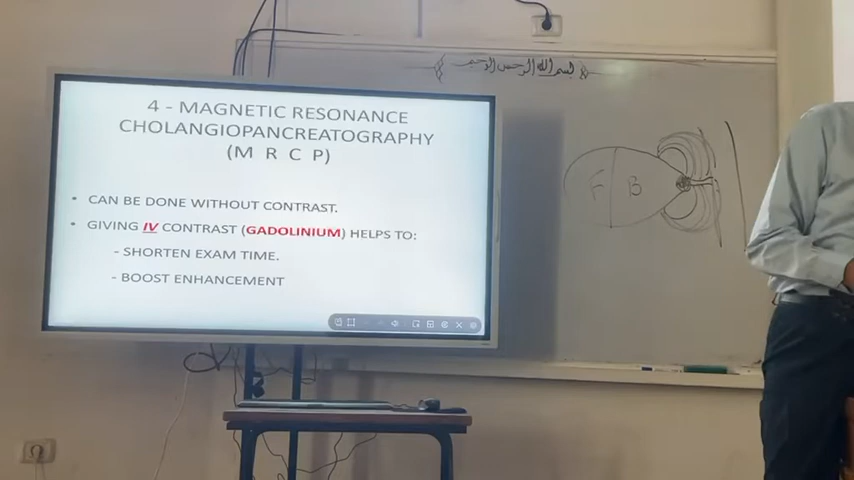 4 - MAGNETIC RESONANCE
CHOLANGIOPANCREATOGRAPHY
(M R C P)
• CAN BE DONE WITHOUT CONTRAST.
• GIVING IV CONTRAST (GADOLINIUM) HELPS TO:
- SHORTEN EXAM TIME.
- BOOST ENHANCEMENT
بسم الله الرحمن الرحيم
F B